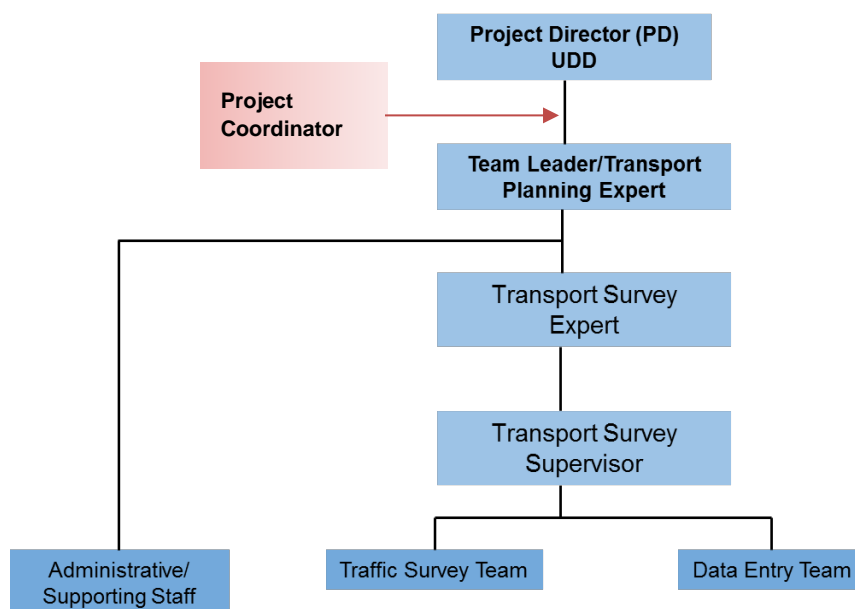 Project Director (PD)
UDD
Project
Coordinator
Team Leader/Transport
Planning Expert
Transport Survey
Expert
Transport Survey
Supervisor
Administrative/
Supporting Staff
Traffic Survey Team
Data Entry Team